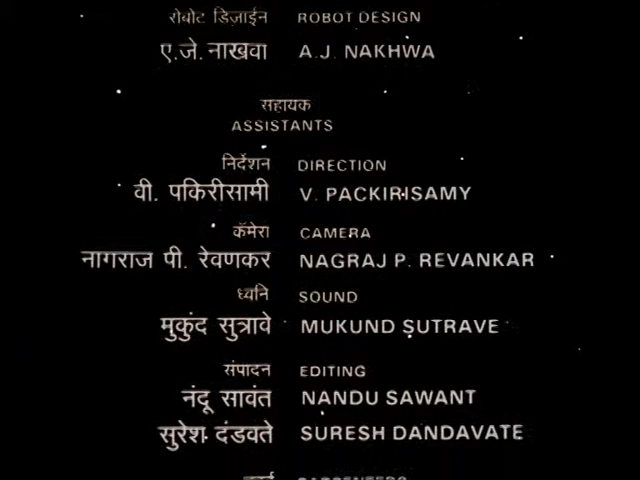 रोबोट डिज़ाईन ROBOT DESIGN
ए.जे. नाखवा A.J. NAKHWA
सहायक
ASSISTANTS
निर्देशन DIRECTION
वी. पकिरीसामी V. PACKIRISAMY
कॅमेरा CAMERA
नागराज पी. रेवणकर NAGRAJ P. REVANKAR
ध्वनि SOUND
मुकुंद सुत्रावे MUKUND SUTRAVE
संपादन EDITING
नंदू सावंत NANDU SAWANT
सुरेश दंडवते SURESH DANDAVATE